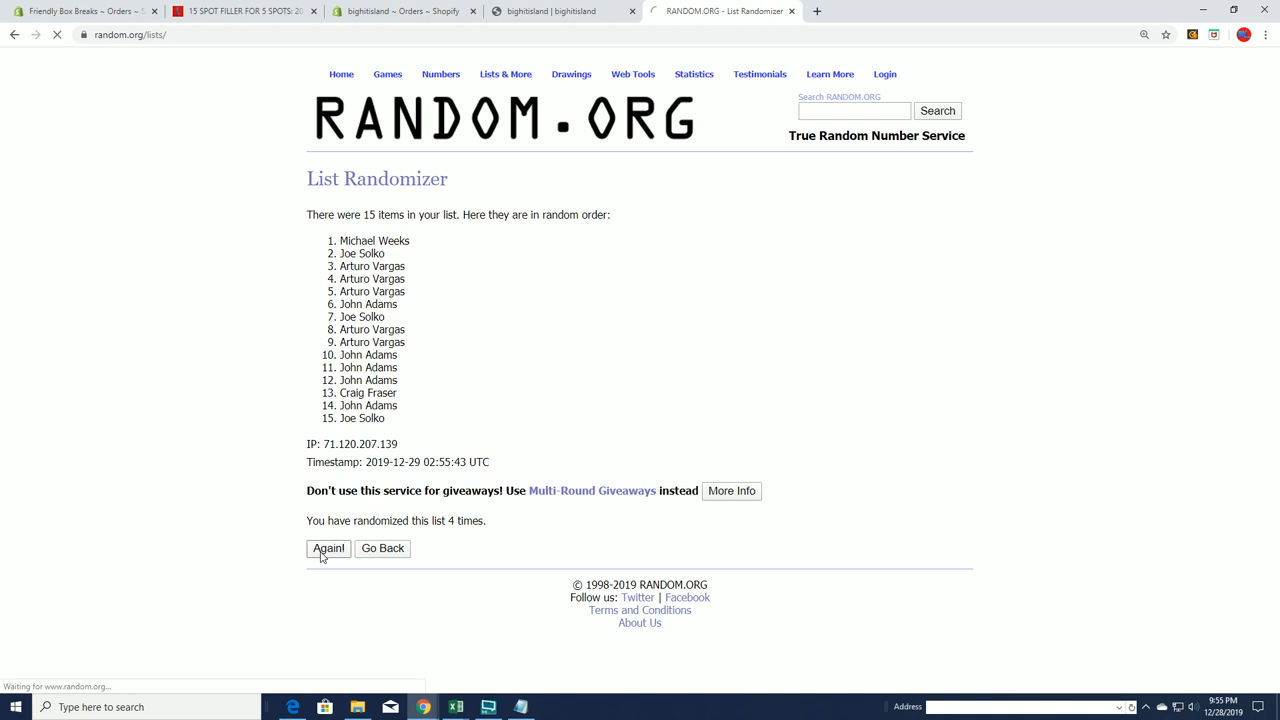 Friendly Box Breaks ~ Orders ~ S
15 SPOT FILLER FOR 5 SPOTS: 20
Orders ~ Orders ~ Shopify
bightisland | bightisland
RANDOM.ORG - List Randomizer
random.org/lists/
Home Games Numbers Lists & More Drawings Web Tools Statistics Testimonials Learn More Login
RANDOM.ORG
Search RANDOM.ORG
Search
True Random Number Service
List Randomizer
There were 15 items in your list. Here they are in random order:
1. Michael Weeks
2. Joe Solko
3. Arturo Vargas
4. Arturo Vargas
5. Arturo Vargas
6. John Adams
7. Joe Solko
8. Arturo Vargas
9. Arturo Vargas
10. John Adams
11. John Adams
12. John Adams
13. Craig Fraser
14. John Adams
15. Joe Solko
IP: 71.120.207.139
Timestamp: 2019-12-29 02:55:43 UTC
Don't use this service for giveaways! Use Multi-Round Giveaways instead More Info
You have randomized this list 4 times.
Again! Go Back
© 1998-2019 RANDOM.ORG
Follow us: Twitter | Facebook
Terms and Conditions
About Us
Waiting for www.random.org...
Type here to search
Address
9:55 PM
12/28/2019